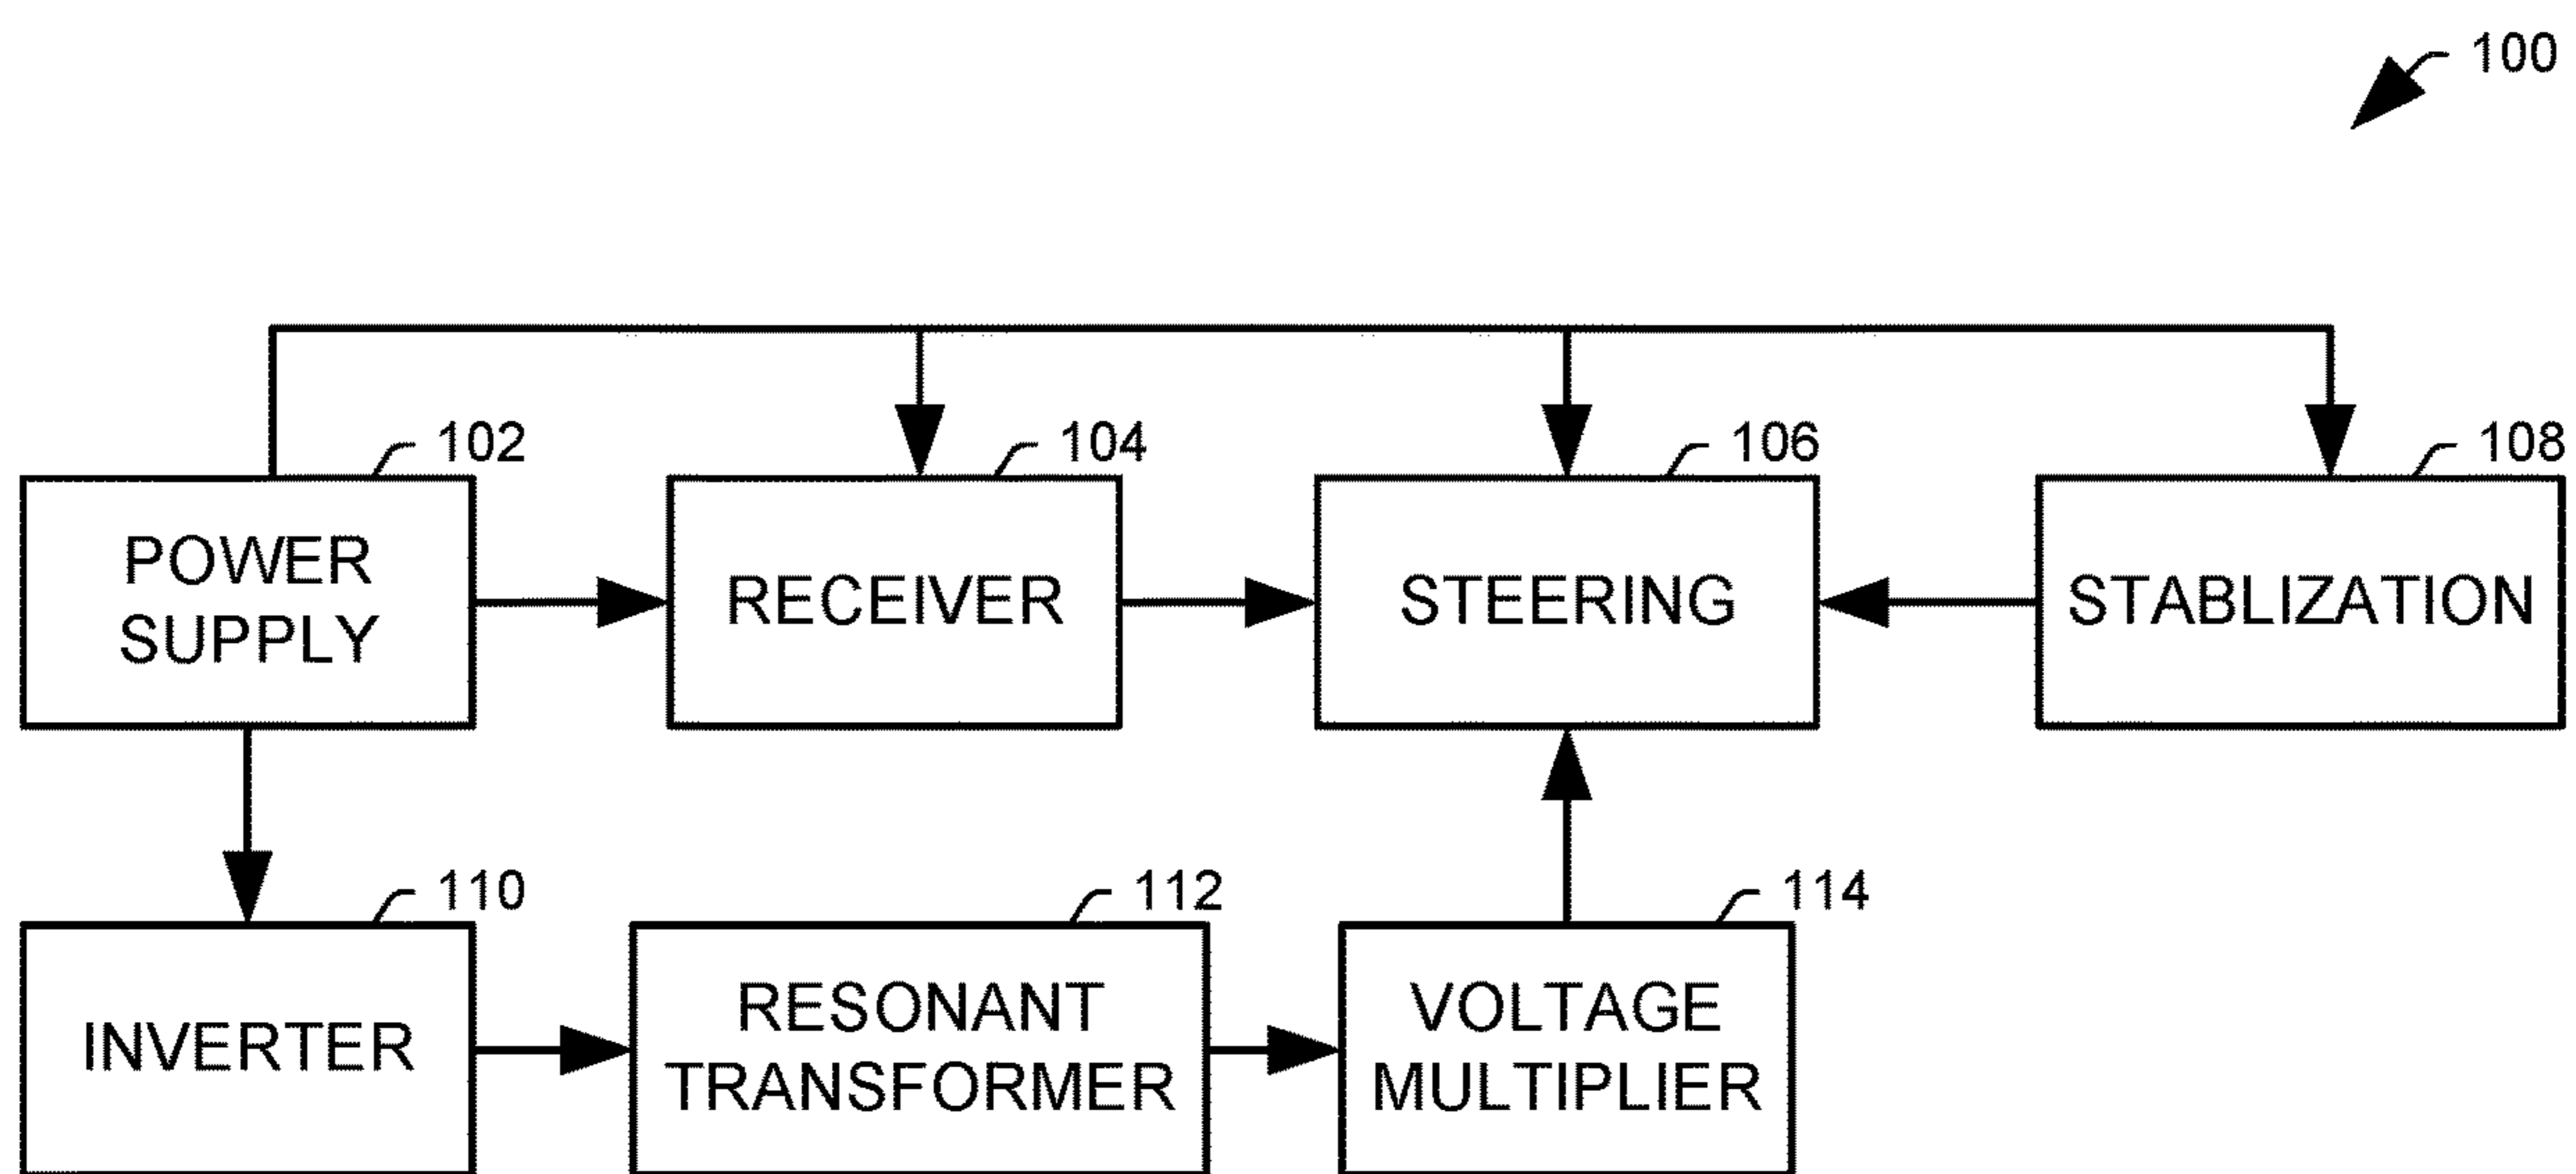 100
102
104
106
108
POWER
SUPPLY
RECEIVER
STEERING
STABLIZATION
110
112
114
INVERTER
RESONANT
TRANSFORMER
VOLTAGE
MULTIPLIER